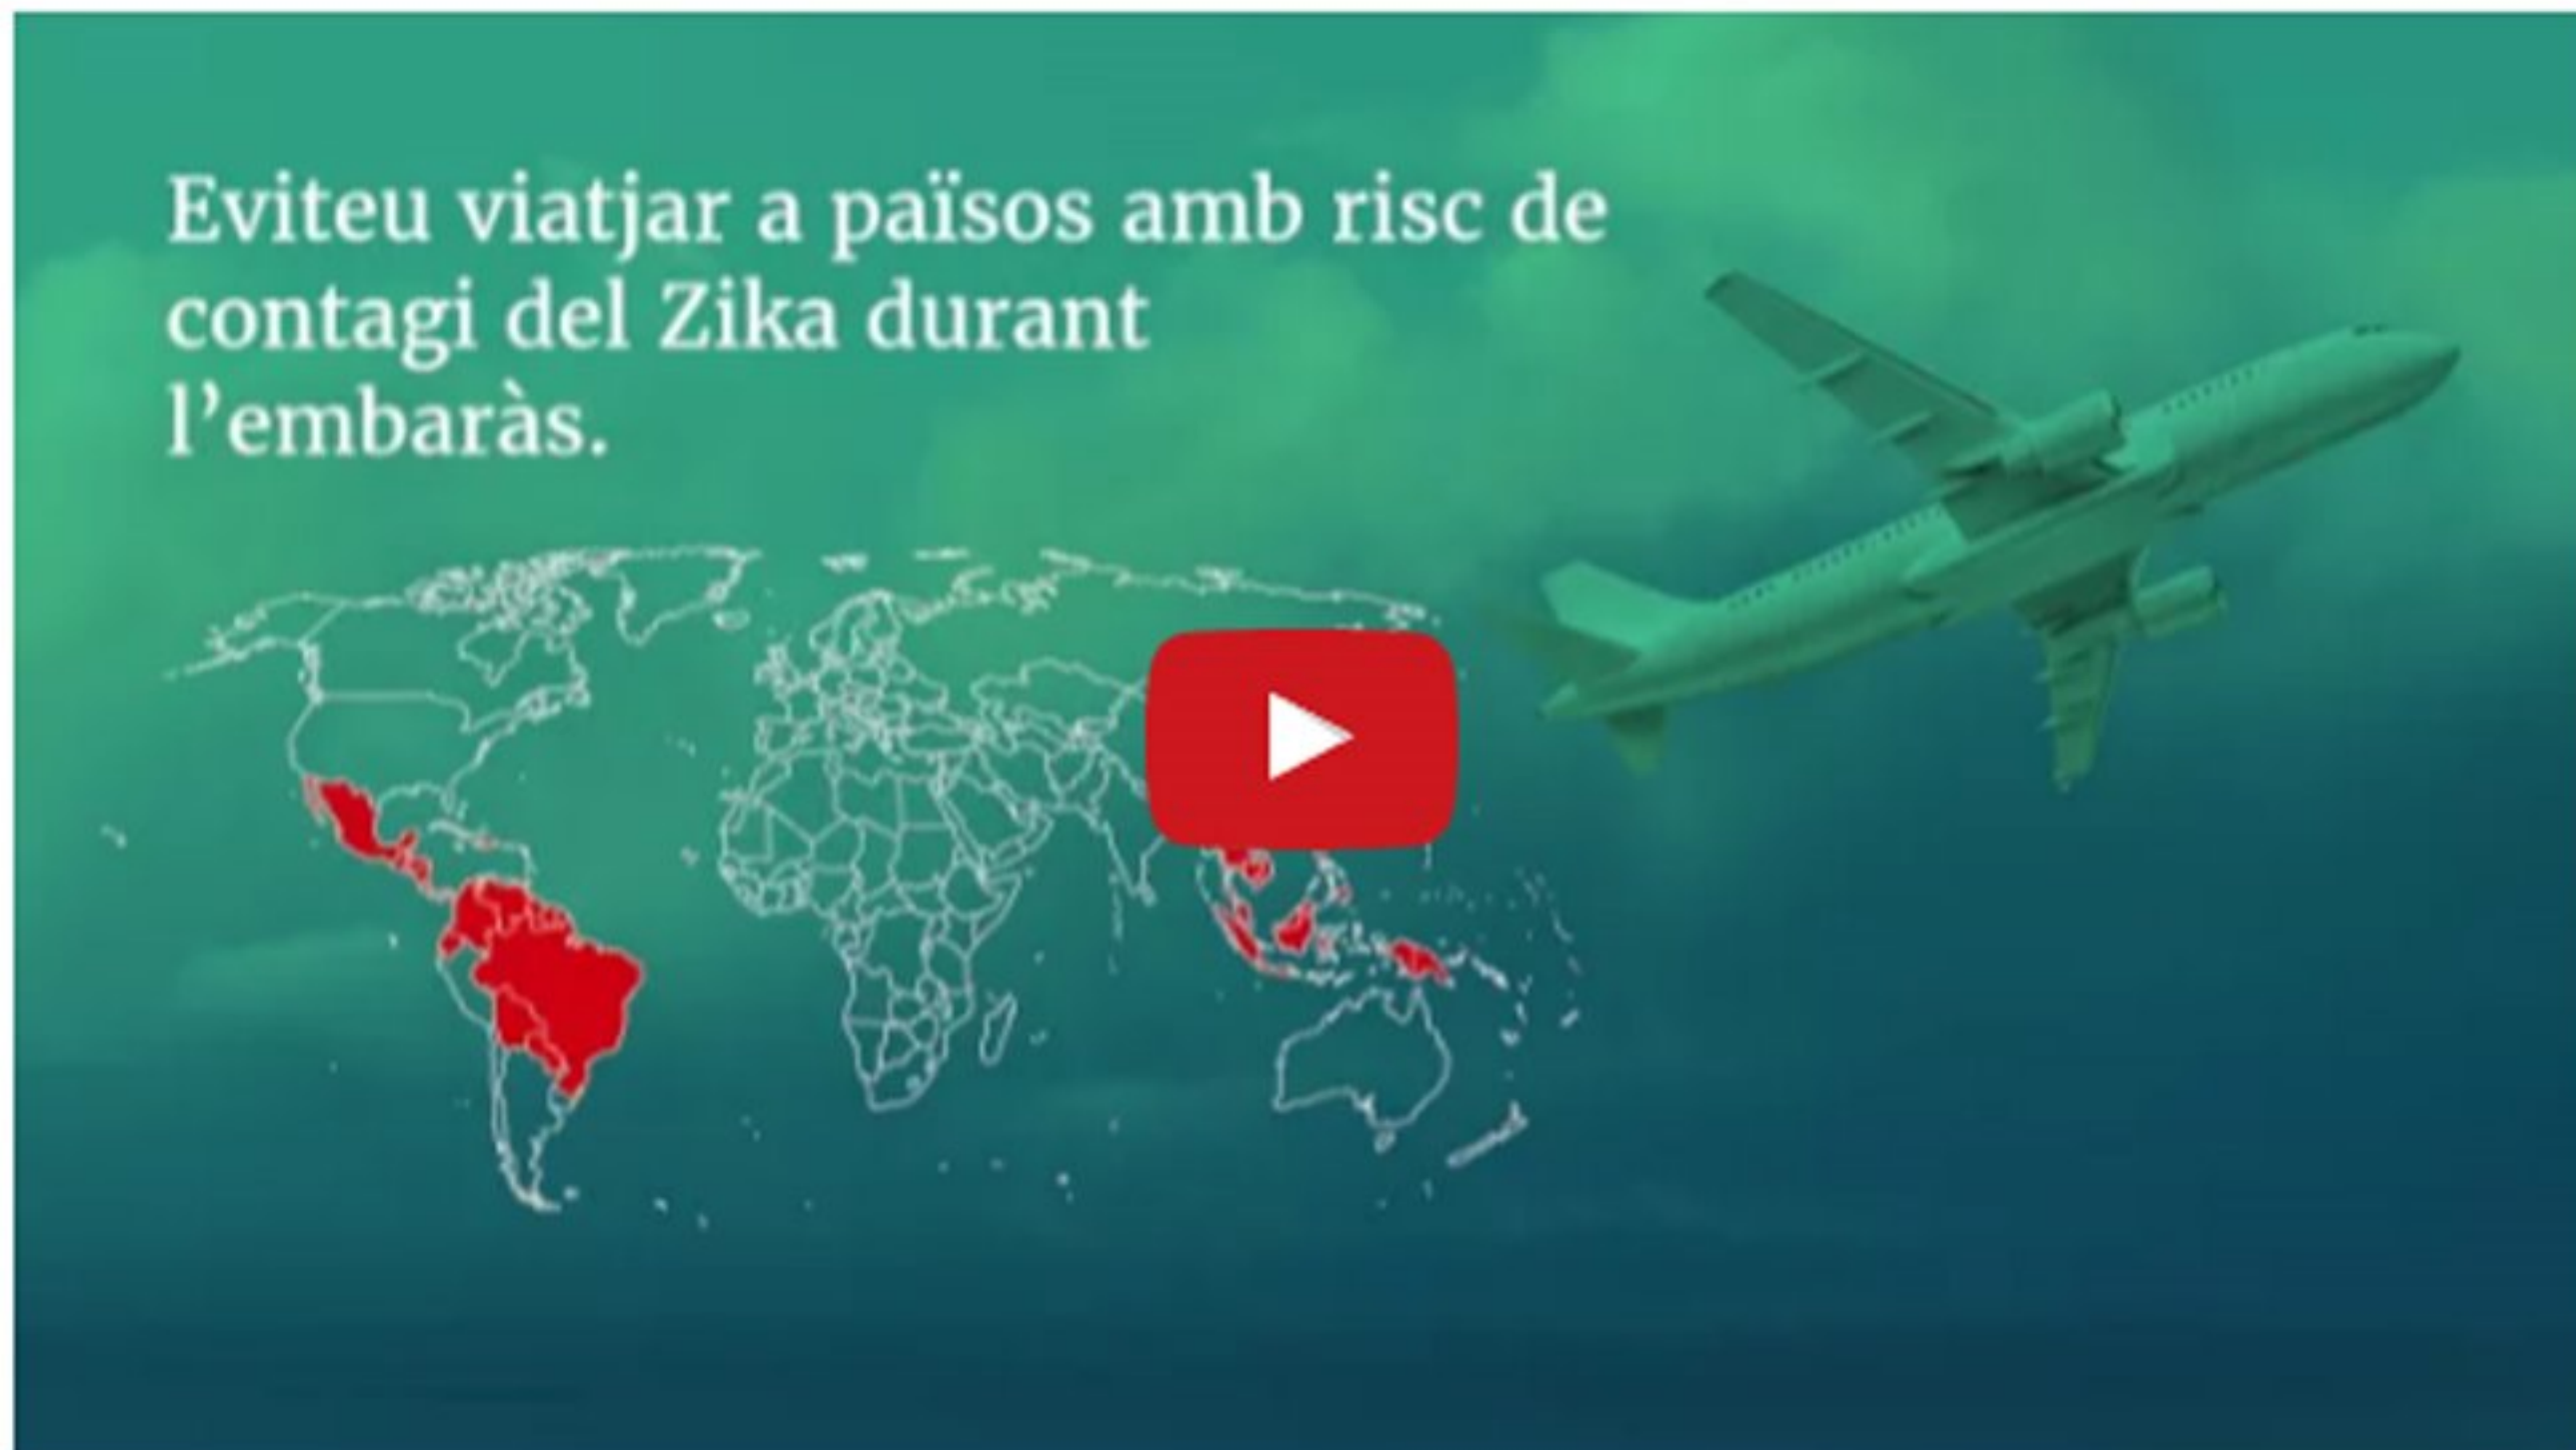 Eviteu viatjar a països amb risc de
contagi del Zika durant
l’embaràs.